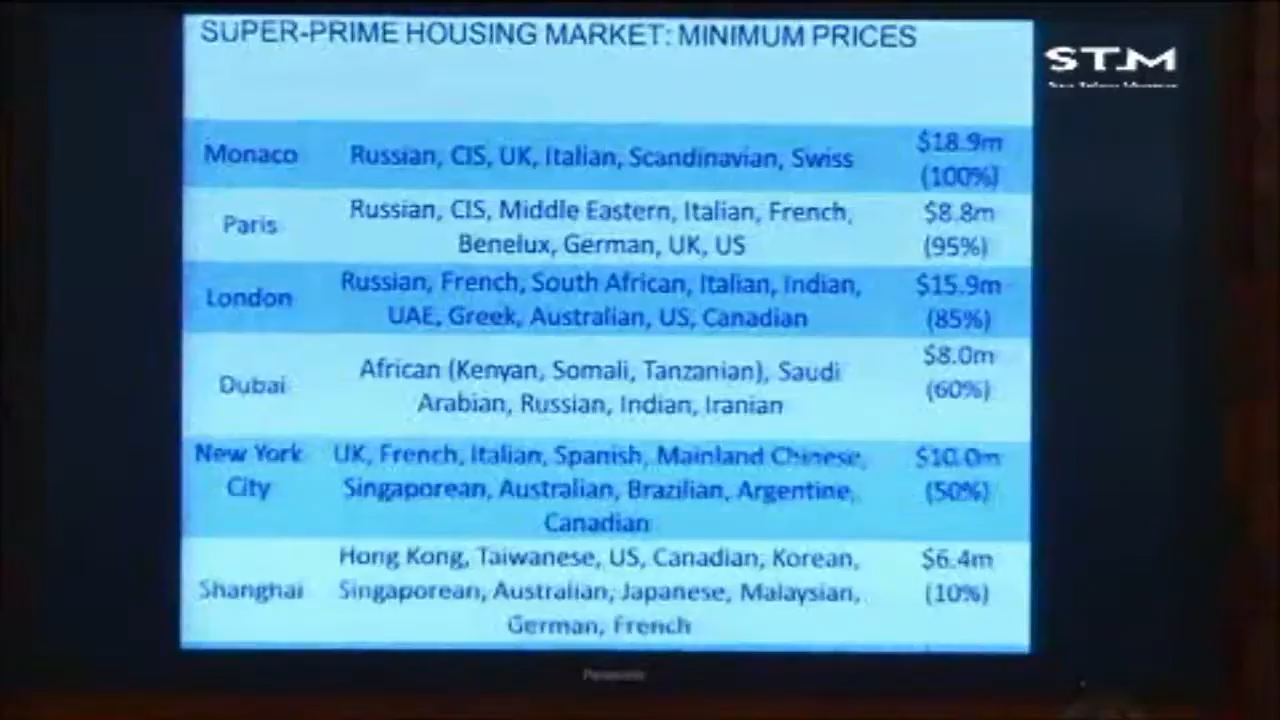 SUPER-PRIME HOUSING MARKET: MINIMUM PRICES
STM
Monaco
Russian, CIS, UK, Italian, Scandinavian, Swiss
$18.9m
(100%)
Paris
Russian, CIS, Middle Eastern, Italian, French,
Benelux, German, UK, US
$8.8m
(95%)
London
Russian, French, South African, Italian, Indian,
UAE, Greek, Australian, US, Canadian
$15.9m
(85%)
Dubai
African (Kenyan, Somali, Tanzanian), Saudi
Arabian, Russian, Indian, Iranian
$8.0m
(60%)
New York
City
UK, French, Italian, Spanish, Mainland Chinese,
Singaporean, Australian, Brazilian, Argentine,
Canadian
$10.0m
(50%)
Shanghai
Hong Kong, Taiwanese, US, Canadian, Korean,
Singaporean, Australian, Japanese, Malaysian,
German, French
$6.4m
(10%)
Panasonic